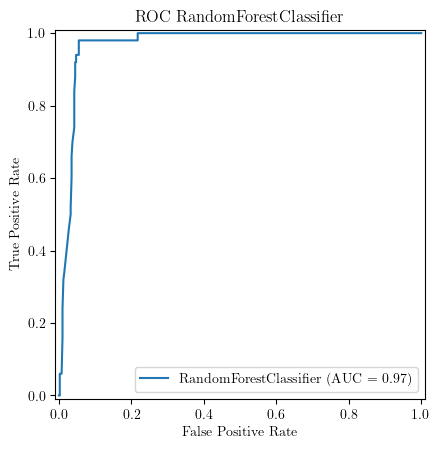 ROC RandomForestClassifier
1.0
0.8
0.6
0.4
0.2
0.0
True Positive Rate
RandomForestClassifier (AUC = 0.97)
0.0 0.2 0.4 0.6 0.8 1.0
False Positive Rate